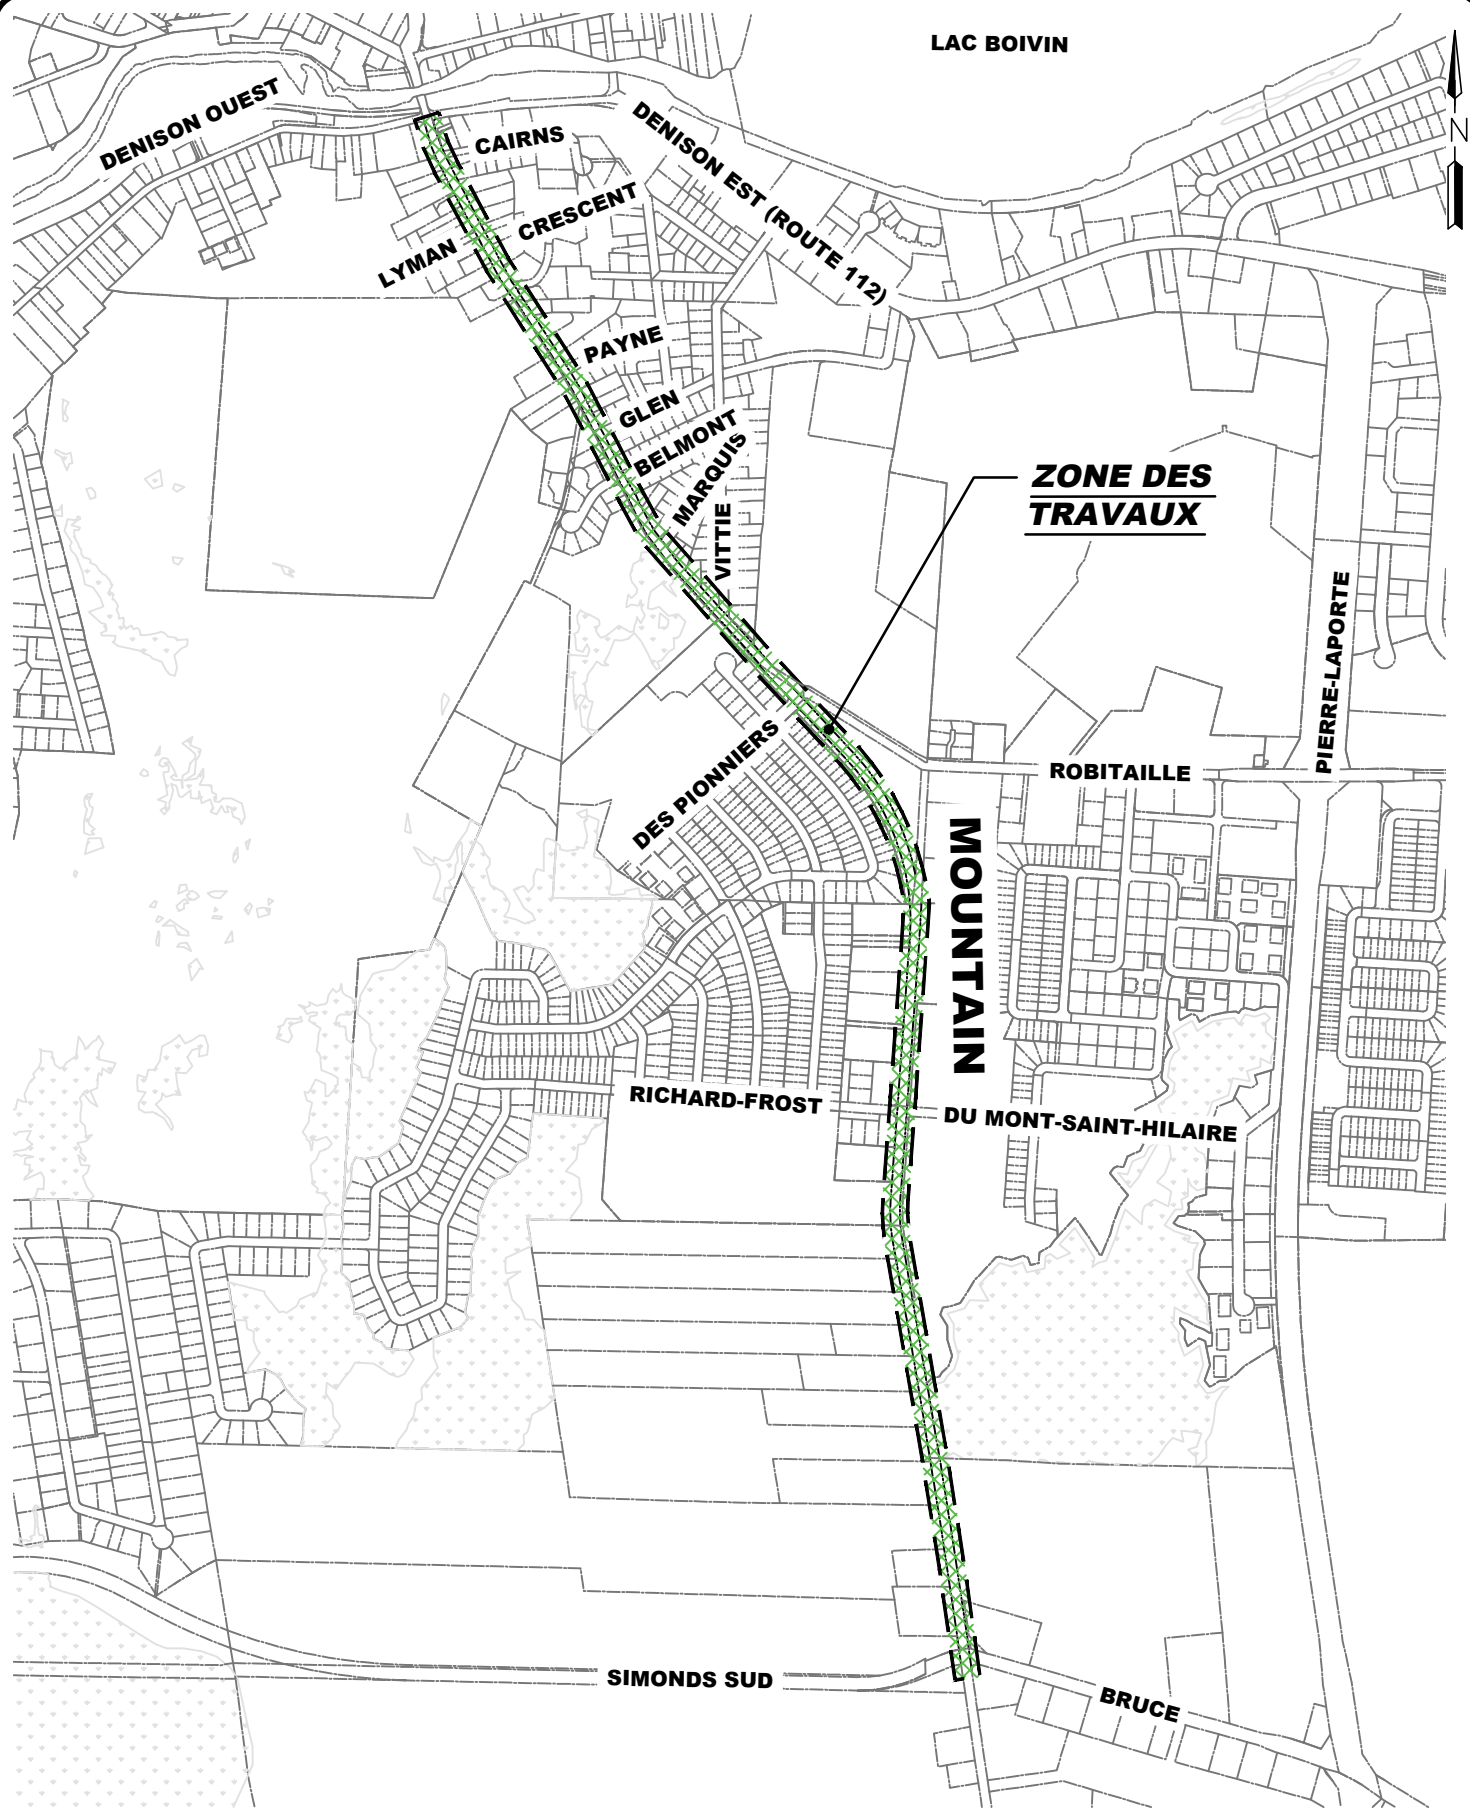 LAC BOIVIN
N
DENISON OUEST
CAIRNS
DENISON EST (ROUTE 112)
CRESCENT
LYMAN
PAYNE
GLEN
BELMONT
MARQUIS
VITTIE
ZONE DES
TRAVAUX
PIERRE-LAPORTE
DES PIONNIERS
ROBITAILLE
MOUNTAIN
RICHARD-FROST
DU MONT-SAINT-HILAIRE
SIMONDS SUD
BRUCE